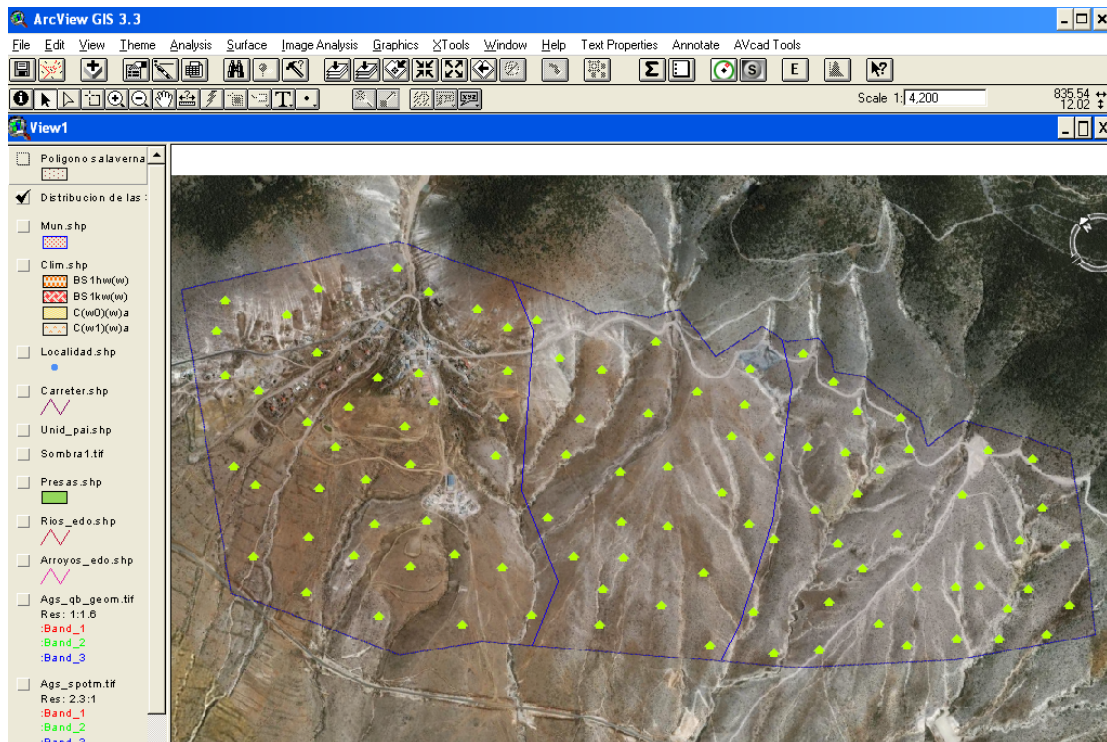 ArcView GIS 3.3
File Edit View Theme Analysis Surface Image Analysis Graphics XTools Window Help Text Properties Annotate AVcad Tools
Σ S E
T
Scale 1: 4,200
835.54
12.02
View1
Poligono salaverna
Distribucion de las
Mun.shp
Clim.shp
BS1hw(w)
BS1kw(w)
C(w0)(w)a
C(w1)(w)a
Localidad.shp
Carreter.shp
Unid_pai.shp
Sombra1.tif
Presas.shp
Rios_edo.shp
Arroyos_edo.shp
Ags_qb_geom.tif
Res: 1:1.6
:Band_1
:Band_2
:Band_3
Ags_spotm.tif
Res: 2.3:1
:Band_1
:Band_2
:Band_3
N